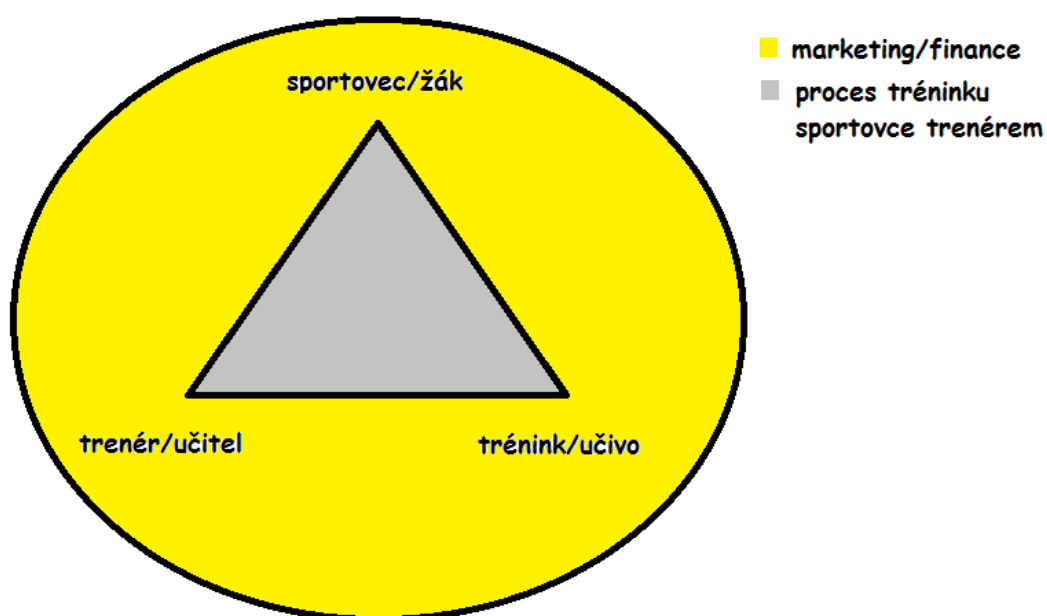 marketing/finance
sportovec/žák
proces tréninku
sportovce trenérem
trenér/učitel
trénink/učivo